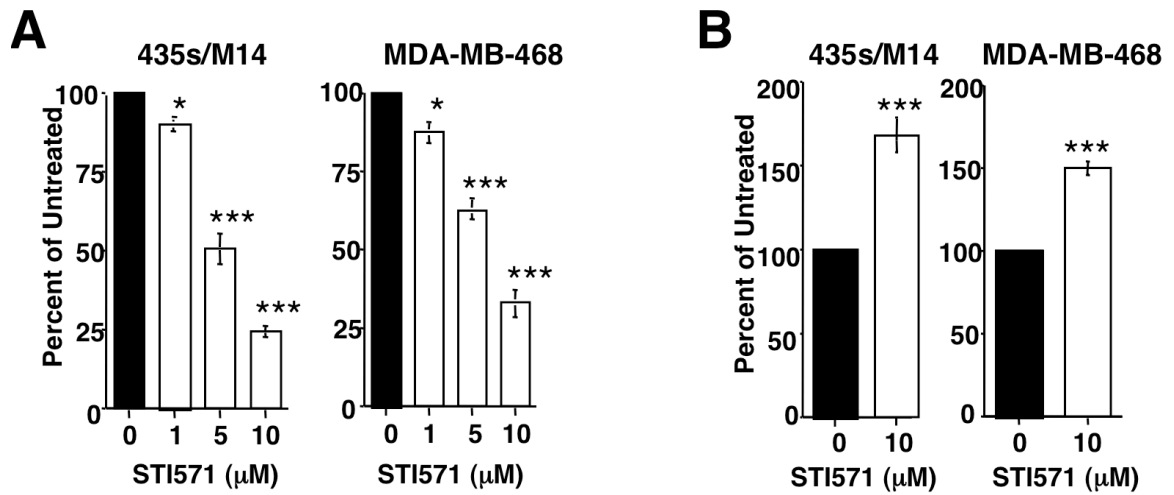 A
B
435s/M14
MDA-MB-468
435s/M14
MDA-MB-468
Percent of Untreated
100
75
50
25
0
*
***
***
0 1 5 10
STI571 (μM)
100
75
50
25
0
*
***
***
0 1 5 10
STI571 (μM)
Percent of Untreated
200
150
100
50
0
***
0 10
STI571 (μM)
200
150
100
50
0
***
0 10
STI571 (μM)